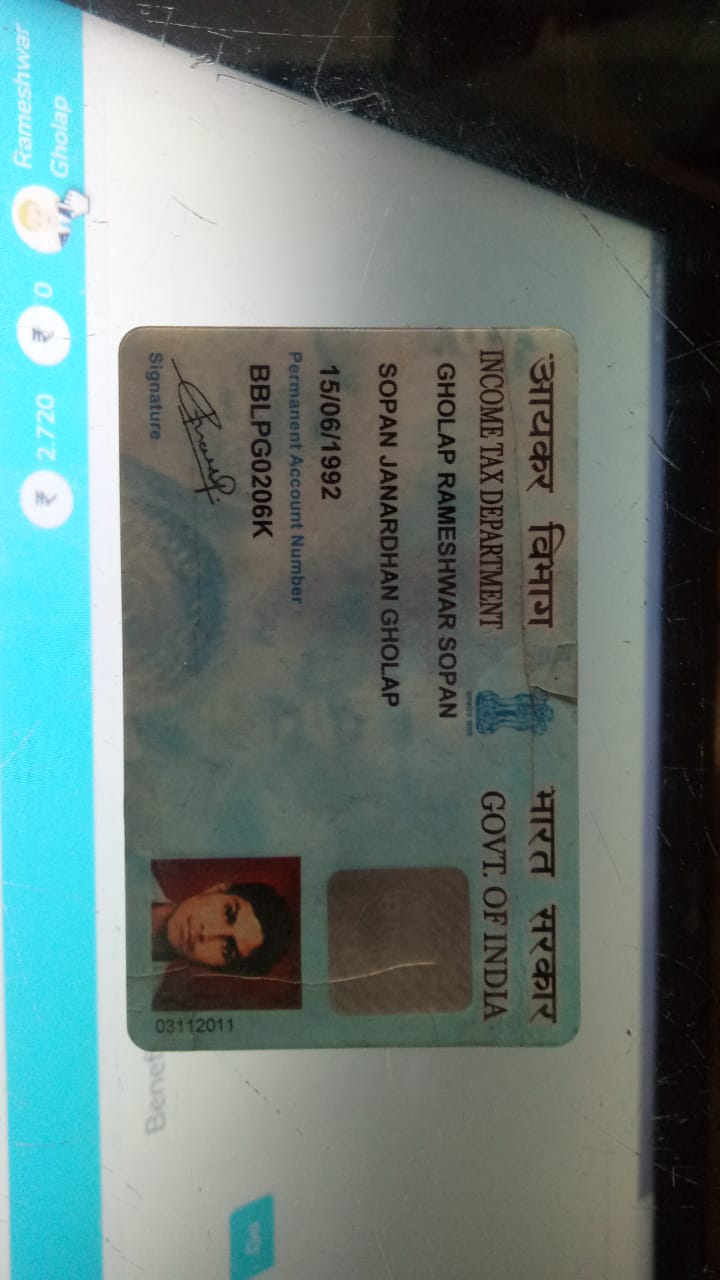 आयकर विभाग
INCOME TAX DEPARTMENT
भारत सरकार
GOVT. OF INDIA
GHOLAP RAMESHWAR SOPAN
SOPAN JANARDHAN GHOLAP
15/06/1992
Permanent Account Number
BBLPG0206K
Signature
03112011
Rameshwar
Gholap
₹ 0
₹ 2,720